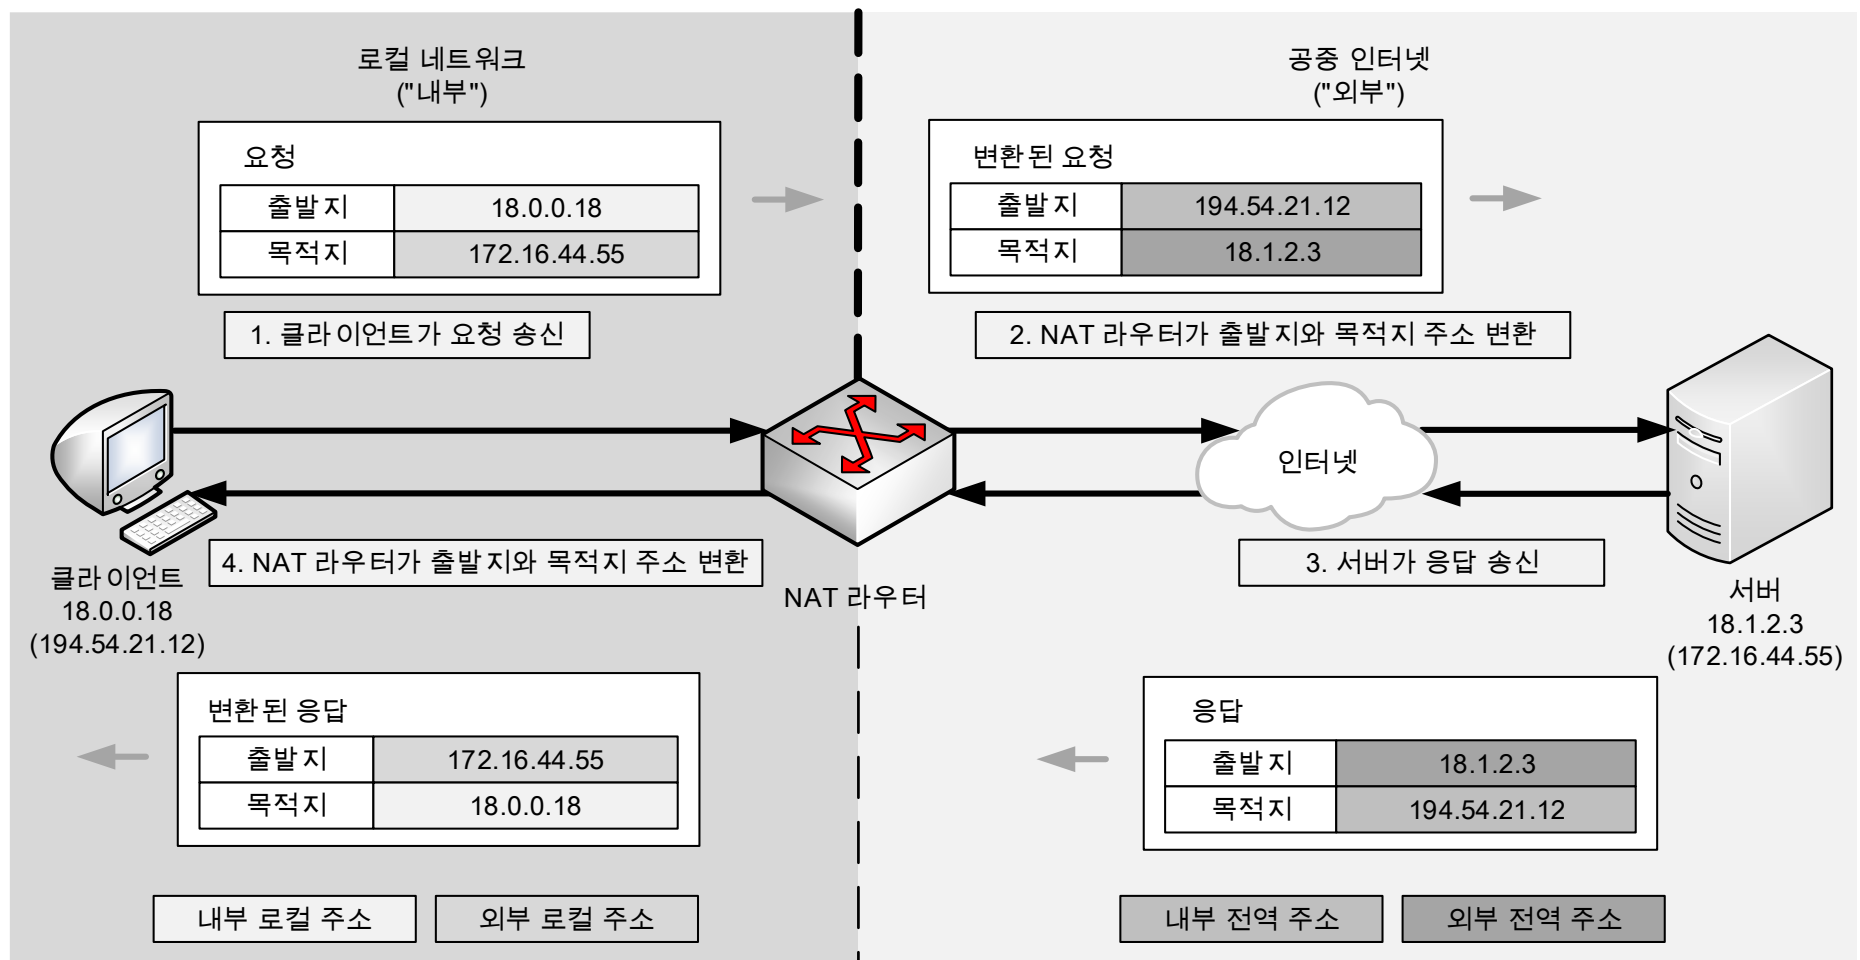 로컬 네트워크
("내부")
공중 인터넷
("외부")
요청
출발지 18.0.0.18
목적지 172.16.44.55
변환된 요청
출발지 194.54.21.12
목적지 18.1.2.3
1. 클라이언트가 요청 송신
2. NAT 라우터가 출발지와 목적지 주소 변환
인터넷
4. NAT 라우터가 출발지와 목적지 주소 변환
3. 서버가 응답 송신
클라이언트
18.0.0.18
(194.54.21.12)
NAT 라우터
서버
18.1.2.3
(172.16.44.55)
변환된 응답
출발지 172.16.44.55
목적지 18.0.0.18
응답
출발지 18.1.2.3
목적지 194.54.21.12
내부 로컬 주소
외부 로컬 주소
내부 전역 주소
외부 전역 주소